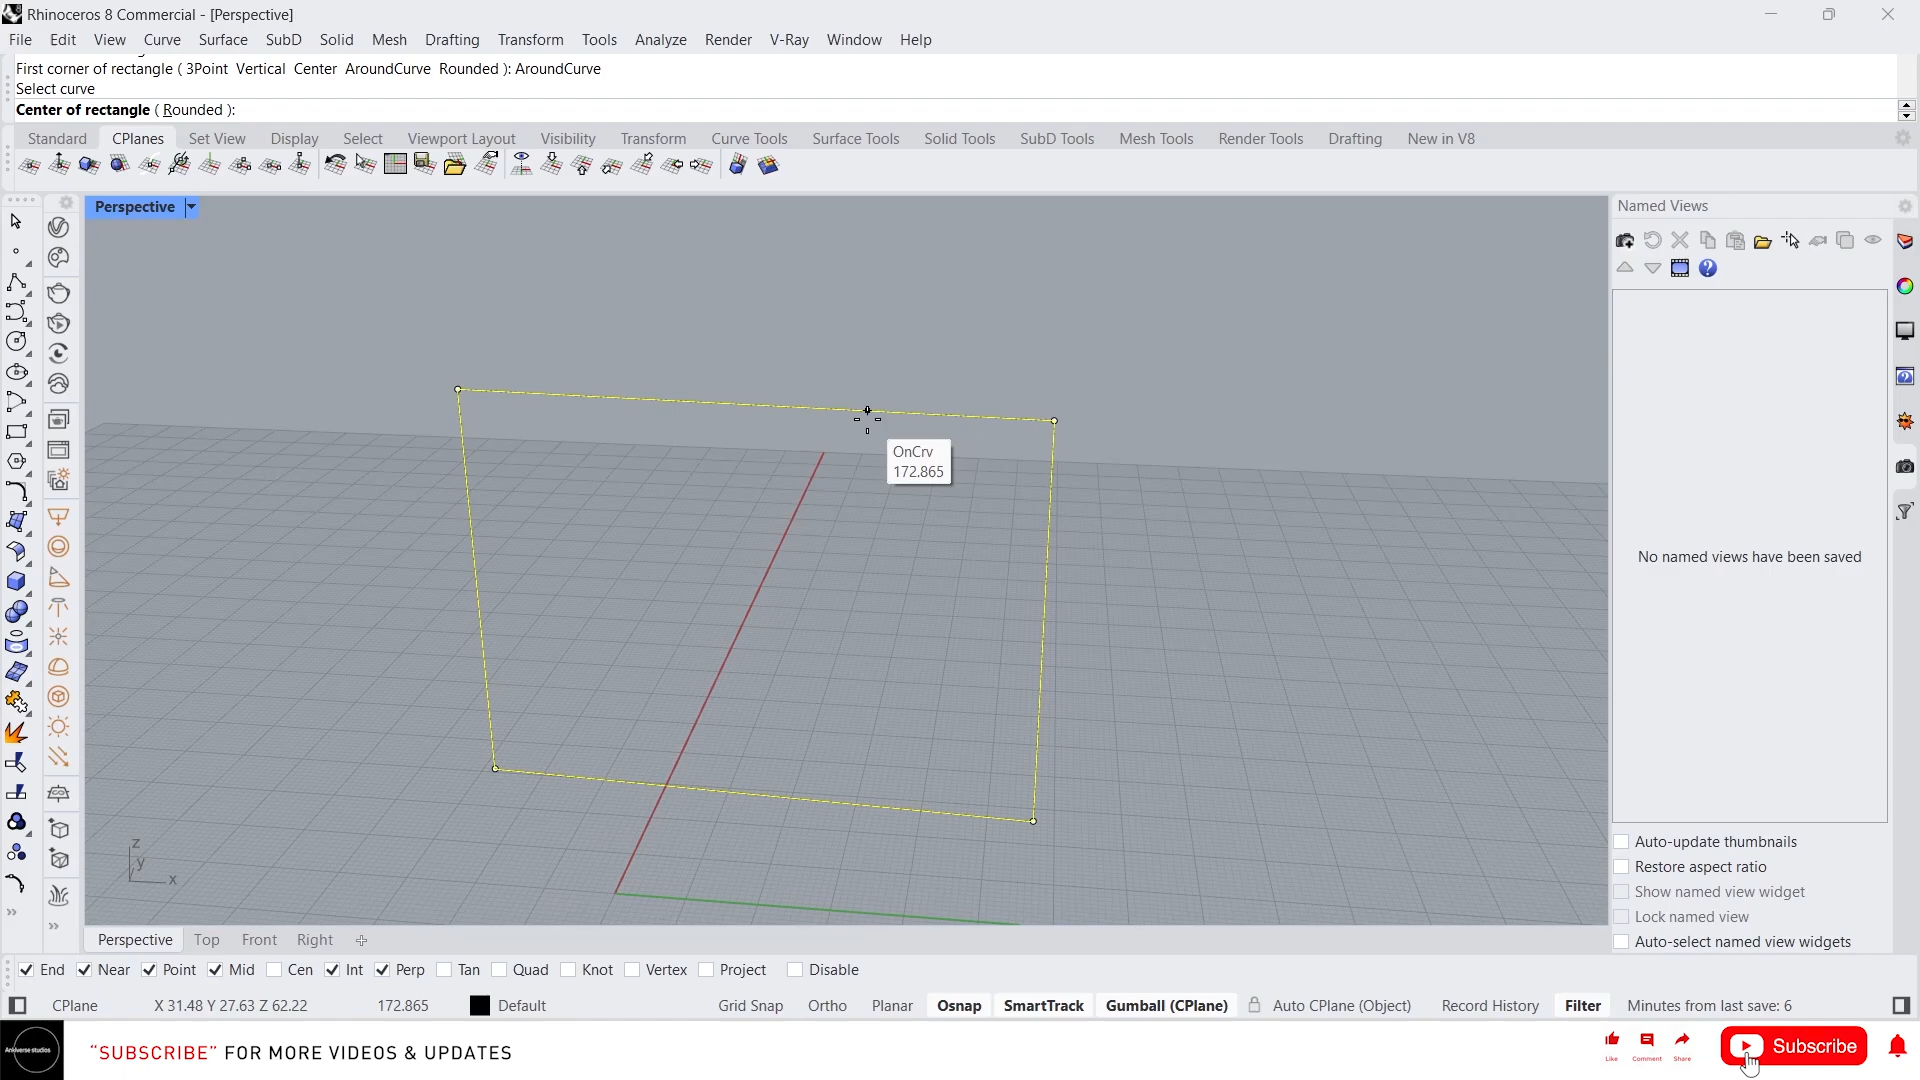 Rhinoceros 8 Commercial - [Perspective]
File Edit View Curve Surface SubD Solid Mesh Drafting Transform Tools Analyze Render V-Ray Window Help
First corner of rectangle ( 3Point Vertical Center AroundCurve Rounded ): AroundCurve
Select curve
Center of rectangle ( Rounded ):
Standard CPlanes Set View Display Select Viewport Layout Visibility Transform Curve Tools Surface Tools Solid Tools SubD Tools Mesh Tools Render Tools Drafting New in V8
Perspective
Named Views
OnCrv
172.865
No named views have been saved
z
y
x
Auto-update thumbnails
Restore aspect ratio
Show named view widget
Lock named view
Auto-select named view widgets
Perspective Top Front Right
End Near Point Mid Cen Int Perp Tan Quad Knot Vertex Project Disable
CPlane X 31.48 Y 27.63 Z 62.22 172.865 Default Grid Snap Ortho Planar Osnap SmartTrack Gumball (CPlane) Auto CPlane (Object) Record History Filter Minutes from last save: 6
"SUBSCRIBE" FOR MORE VIDEOS & UPDATES
Like Comment Share
Subscribe